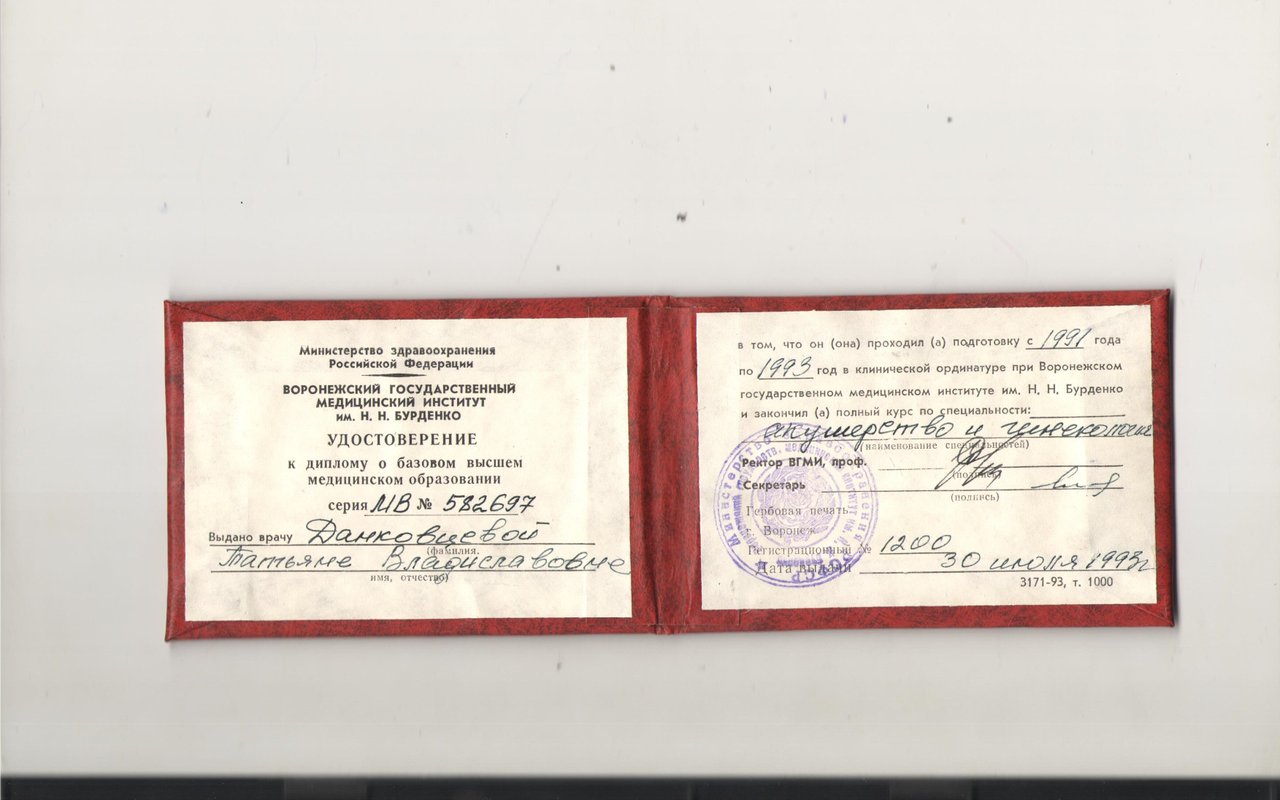 Министерство здравоохранения
Российской Федерации
ВОРОНЕЖСКИЙ ГОСУДАРСТВЕННЫЙ
МЕДИЦИНСКИЙ ИНСТИТУТ
ИМ. Н. Н. БУРДЕНКО
УДОСТОВЕРЕНИЕ
к диплому о базовом высшем
медицинском образовании
серия МВ № 582697
Выдано врачу Данковцевой
(фамилия,
Татьяне Владиславовне
имя, отчество)
в том, что он (она) проходил (а) подготовку с 1991 года
по 1993 год в клинической ординатуре при Воронежском
государственном медицинском институте им. Н. Н. Бурденко
и закончил (а) полный курс по специальности:
акушерство и гинекология
(наименование специальностей)
Ректор ВГМИ, проф.
(подпись)
Секретарь
(подпись)
Гербовая печать
Воронеж
Регистрационный № 1200
Дата выдачи 30 июля 1993г
3171-93, т. 1000